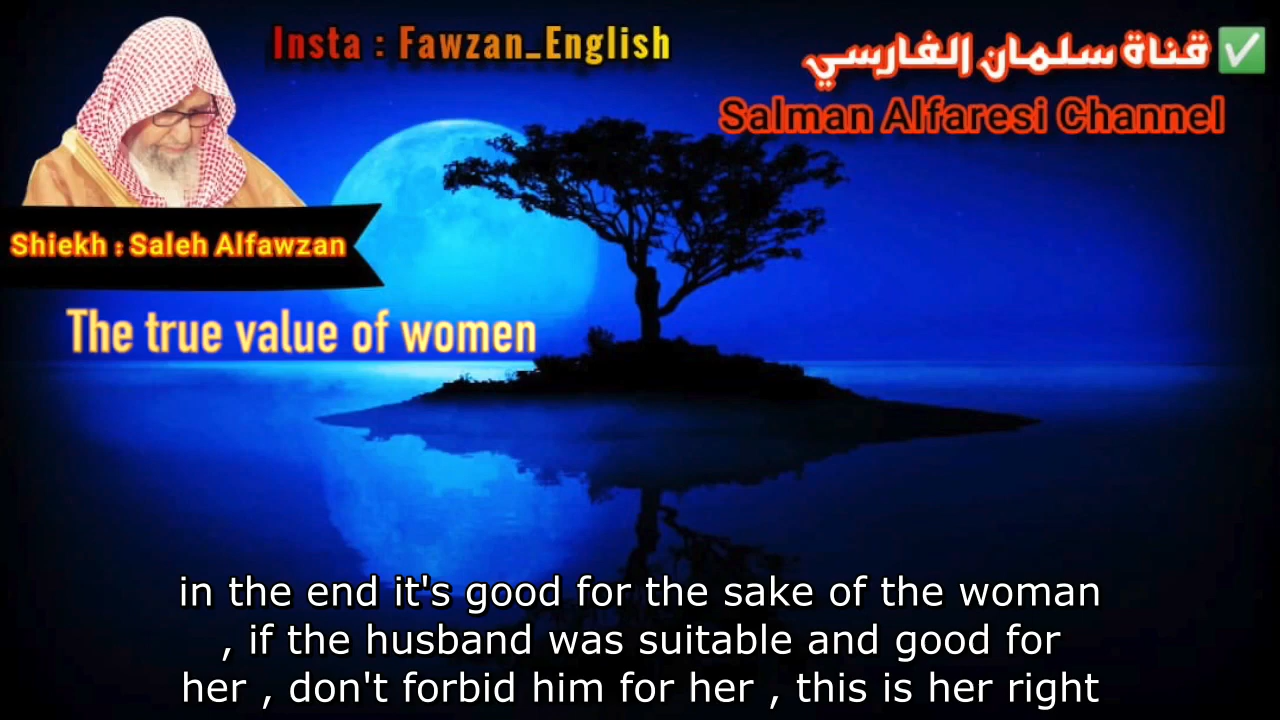 Insta : Fawzan_English
قناة سلمان الفارسي
Salman Alfaresi Channel
Shiekh : Saleh Alfawzan
The true value of women
in the end it's good for the sake of the woman
, if the husband was suitable and good for
her , don't forbid him for her , this is her right